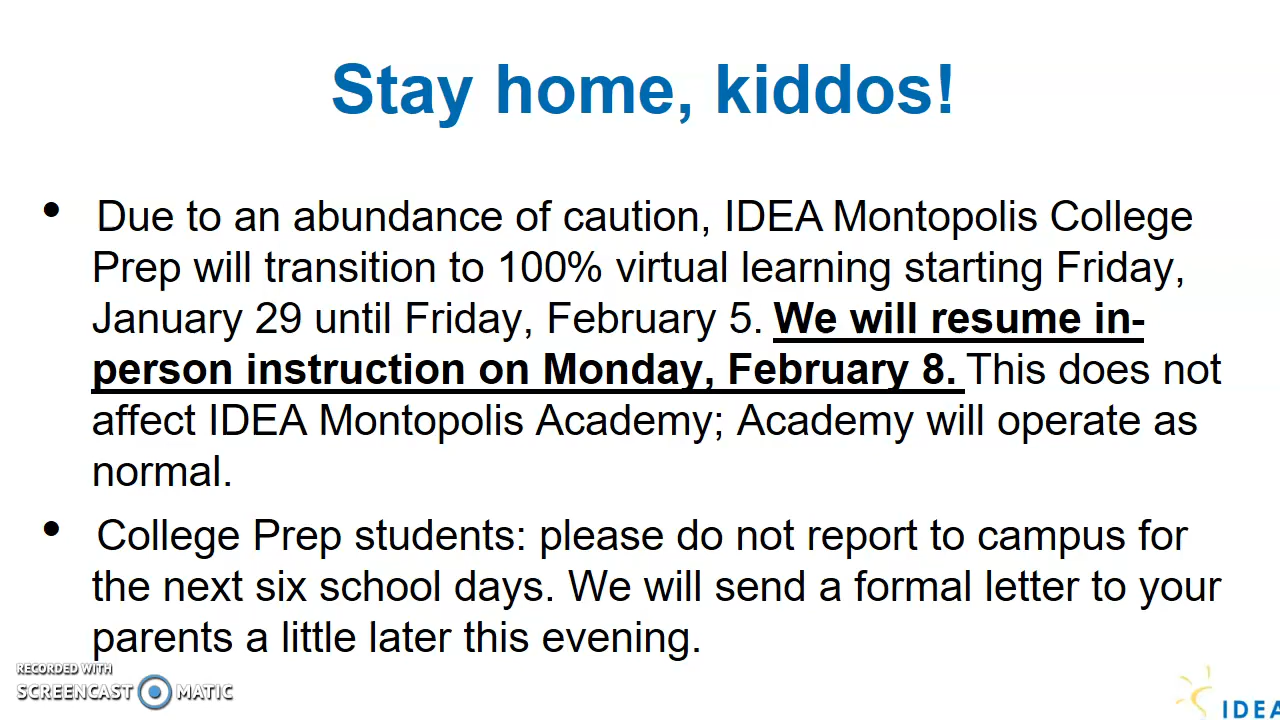 Stay home, kiddos!
• Due to an abundance of caution, IDEA Montopolis College
Prep will transition to 100% virtual learning starting Friday,
January 29 until Friday, February 5. We will resume in-
person instruction on Monday, February 8. This does not
affect IDEA Montopolis Academy; Academy will operate as
normal.
• College Prep students: please do not report to campus for
the next six school days. We will send a formal letter to your
parents a little later this evening.
RECORDED WITH
SCREENCAST MATIC
IDEA